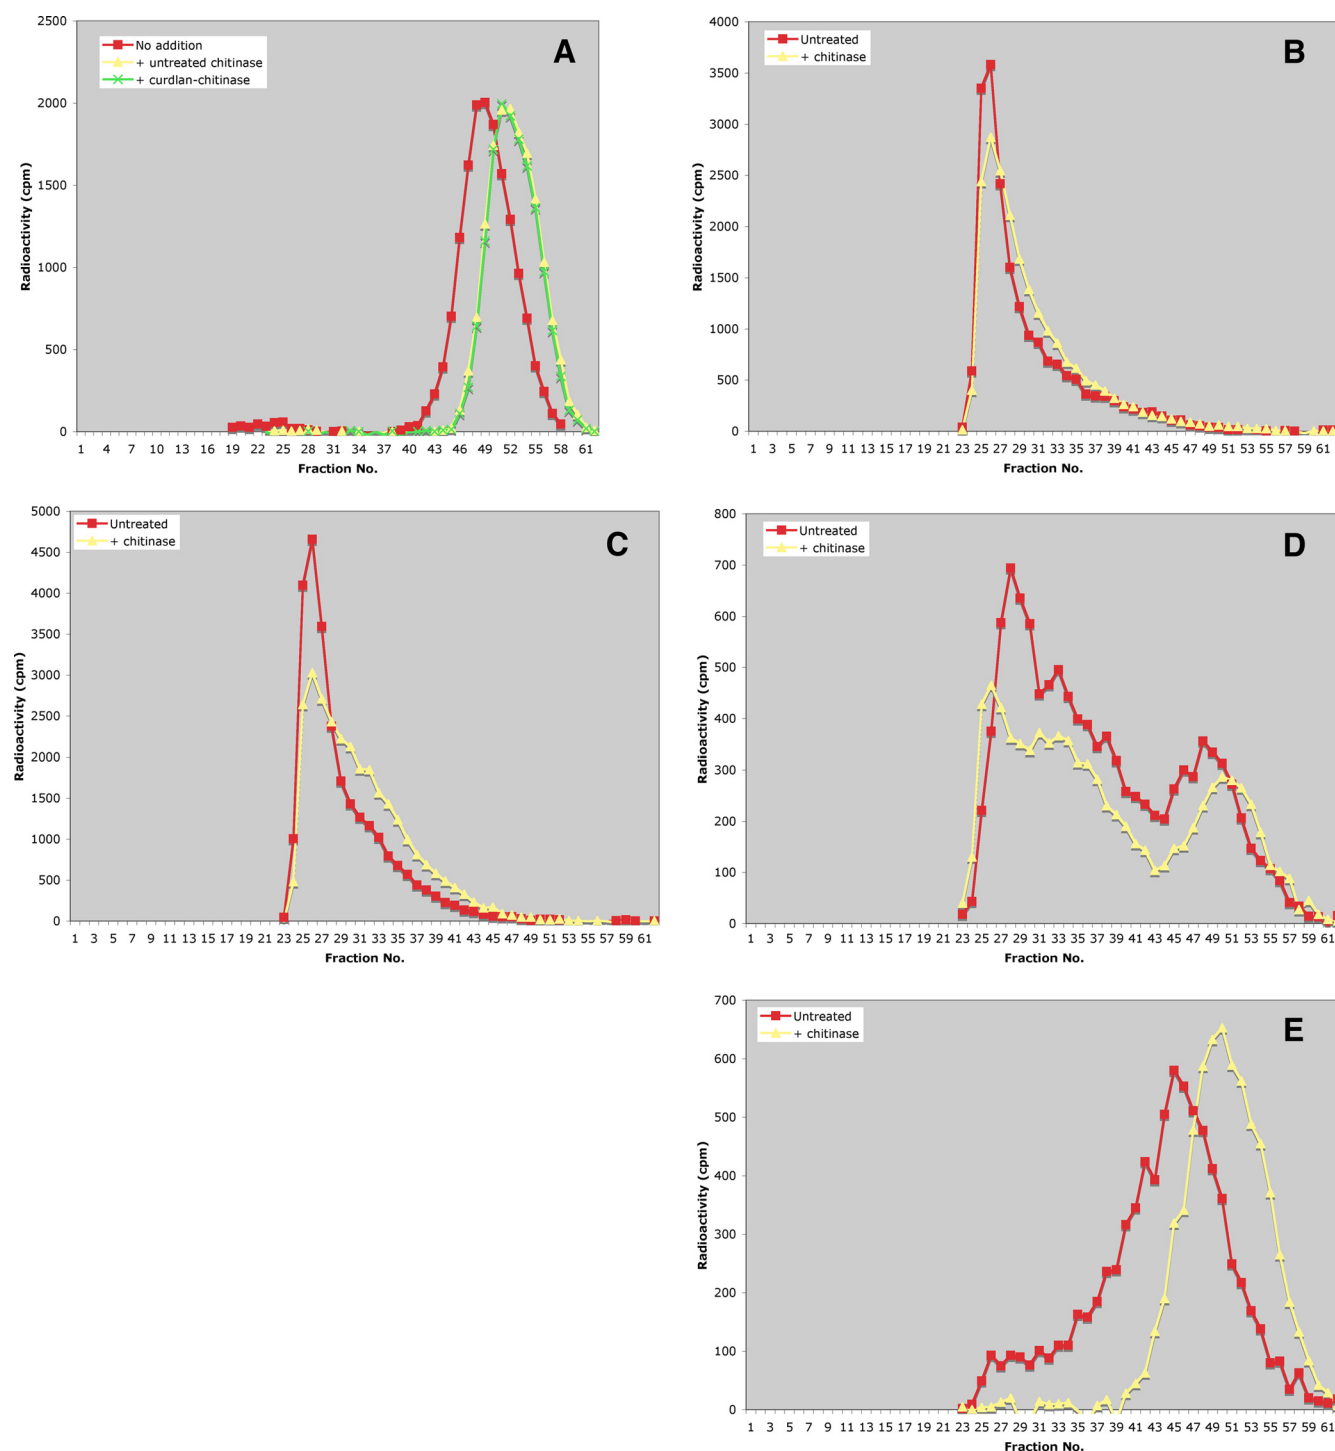 A
No addition
+ untreated chitinase
+ curdlan-chitinase
Radioactivity (cpm)
2500
2000
1500
1000
500
0
1 4 7 10 13 16 19 22 25 28 31 34 37 40 43 46 49 52 55 58 61
Fraction No.
B
Untreated
+ chitinase
Radioactivity (cpm)
4000
3500
3000
2500
2000
1500
1000
500
0
1 3 5 7 9 11 13 15 17 19 21 23 25 27 29 31 33 35 37 39 41 43 45 47 49 51 53 55 57 59 61
Fraction No.
C
Untreated
+ chitinase
Radioactivity (cpm)
5000
4500
4000
3500
3000
2500
2000
1500
1000
500
0
1 3 5 7 9 11 13 15 17 19 21 23 25 27 29 31 33 35 37 39 41 43 45 47 49 51 53 55 57 59 61
Fraction No.
D
Untreated
+ chitinase
Radioactivity (cpm)
800
700
600
500
400
300
200
100
0
1 3 5 7 9 11 13 15 17 19 21 23 25 27 29 31 33 35 37 39 41 43 45 47 49 51 53 55 57 59 61
Fraction No.
E
Untreated
+ chitinase
Radioactivity (cpm)
700
600
500
400
300
200
100
0
1 3 5 7 9 11 13 15 17 19 21 23 25 27 29 31 33 35 37 39 41 43 45 47 49 51 53 55 57 59 61
Fraction No.